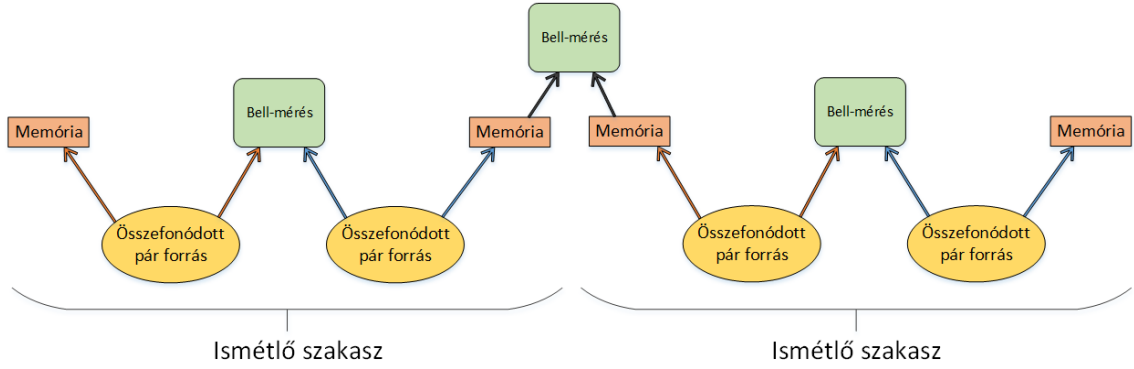 Bell-mérés
Bell-mérés
Bell-mérés
Memória
Memória
Memória
Memória
Összefonódott
pár forrás
Összefonódott
pár forrás
Összefonódott
pár forrás
Összefonódott
pár forrás
Ismétlő szakasz
Ismétlő szakasz